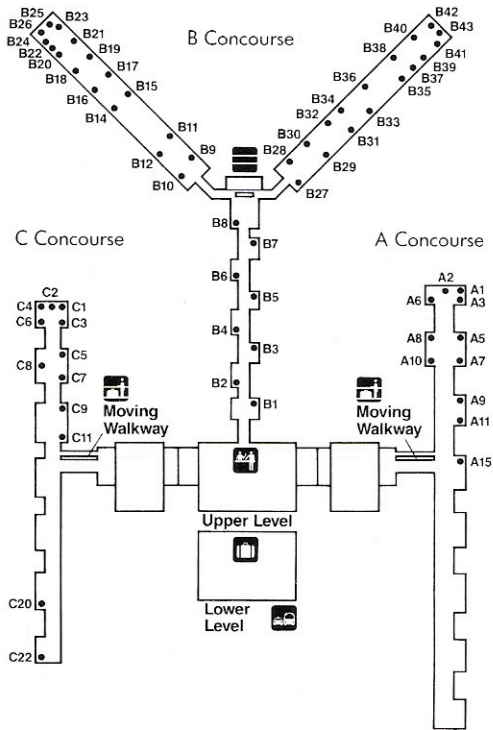 B Concourse
B25
B26
B23
B24
B21
B22
B19
B20
B17
B18
B15
B16
B14
B11
B12
B9
B10
B42
B40
B43
B38
B41
B39
B36
B37
B35
B34
B32
B33
B30
B31
B28
B29
B27
B8
B7
B6
B5
B4
B3
B2
B1
C Concourse
C2
C4
C1
C6
C3
C5
C8
C7
C9
C11
C20
C22
Moving
Walkway
A Concourse
A2
A1
A6
A3
A8
A5
A10
A7
A9
A11
A15
Moving
Walkway
Upper Level
Lower
Level